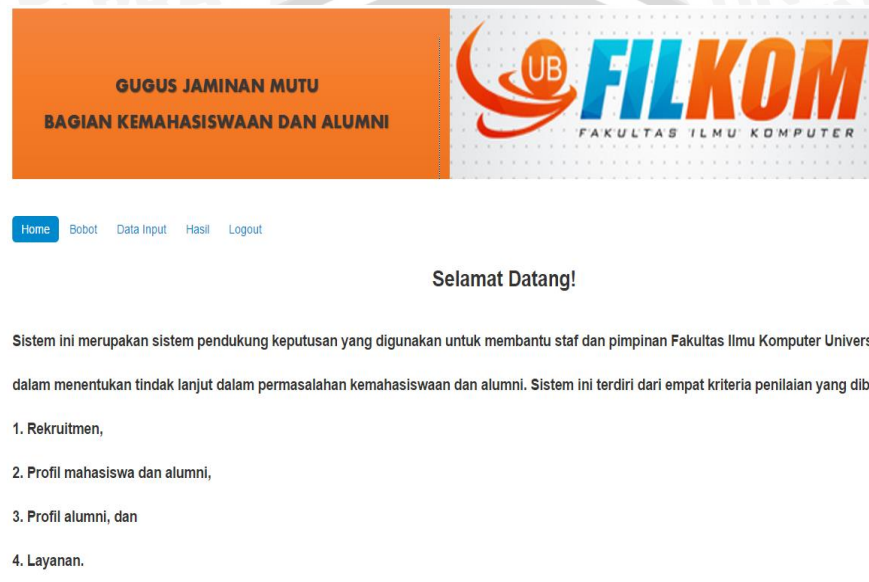 GUGUS JAMINAN MUTU
BAGIAN KEMAHASISWAAN DAN ALUMNI
UB FILKOM
FAKULTAS ILMU KOMPUTER
Home Bobot Data Input Hasil Logout
Selamat Datang!
Sistem ini merupakan sistem pendukung keputusan yang digunakan untuk membantu staf dan pimpinan Fakultas Ilmu Komputer Univers
dalam menentukan tindak lanjut dalam permasalahan kemahasiswaan dan alumni. Sistem ini terdiri dari empat kriteria penilaian yang dib
1. Rekruitmen,
2. Profil mahasiswa dan alumni,
3. Profil alumni, dan
4. Layanan.